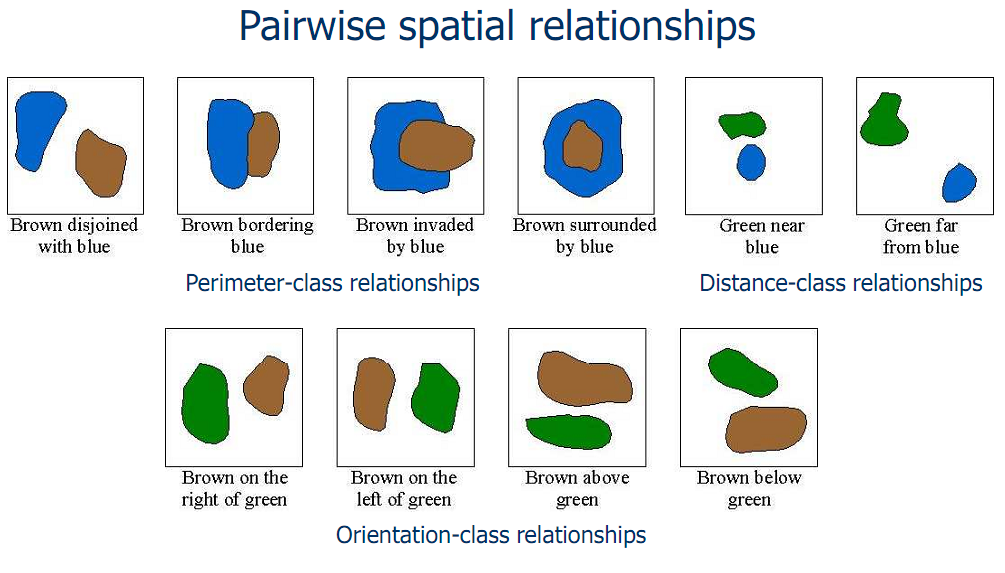 Pairwise spatial relationships
Brown disjoined
with blue
Brown bordering
blue
Brown invaded
by blue
Brown surrounded
by blue
Green near
blue
Green far
from blue
Perimeter-class relationships
Distance-class relationships
Brown on the
right of green
Brown on the
left of green
Brown above
green
Brown below
green
Orientation-class relationships